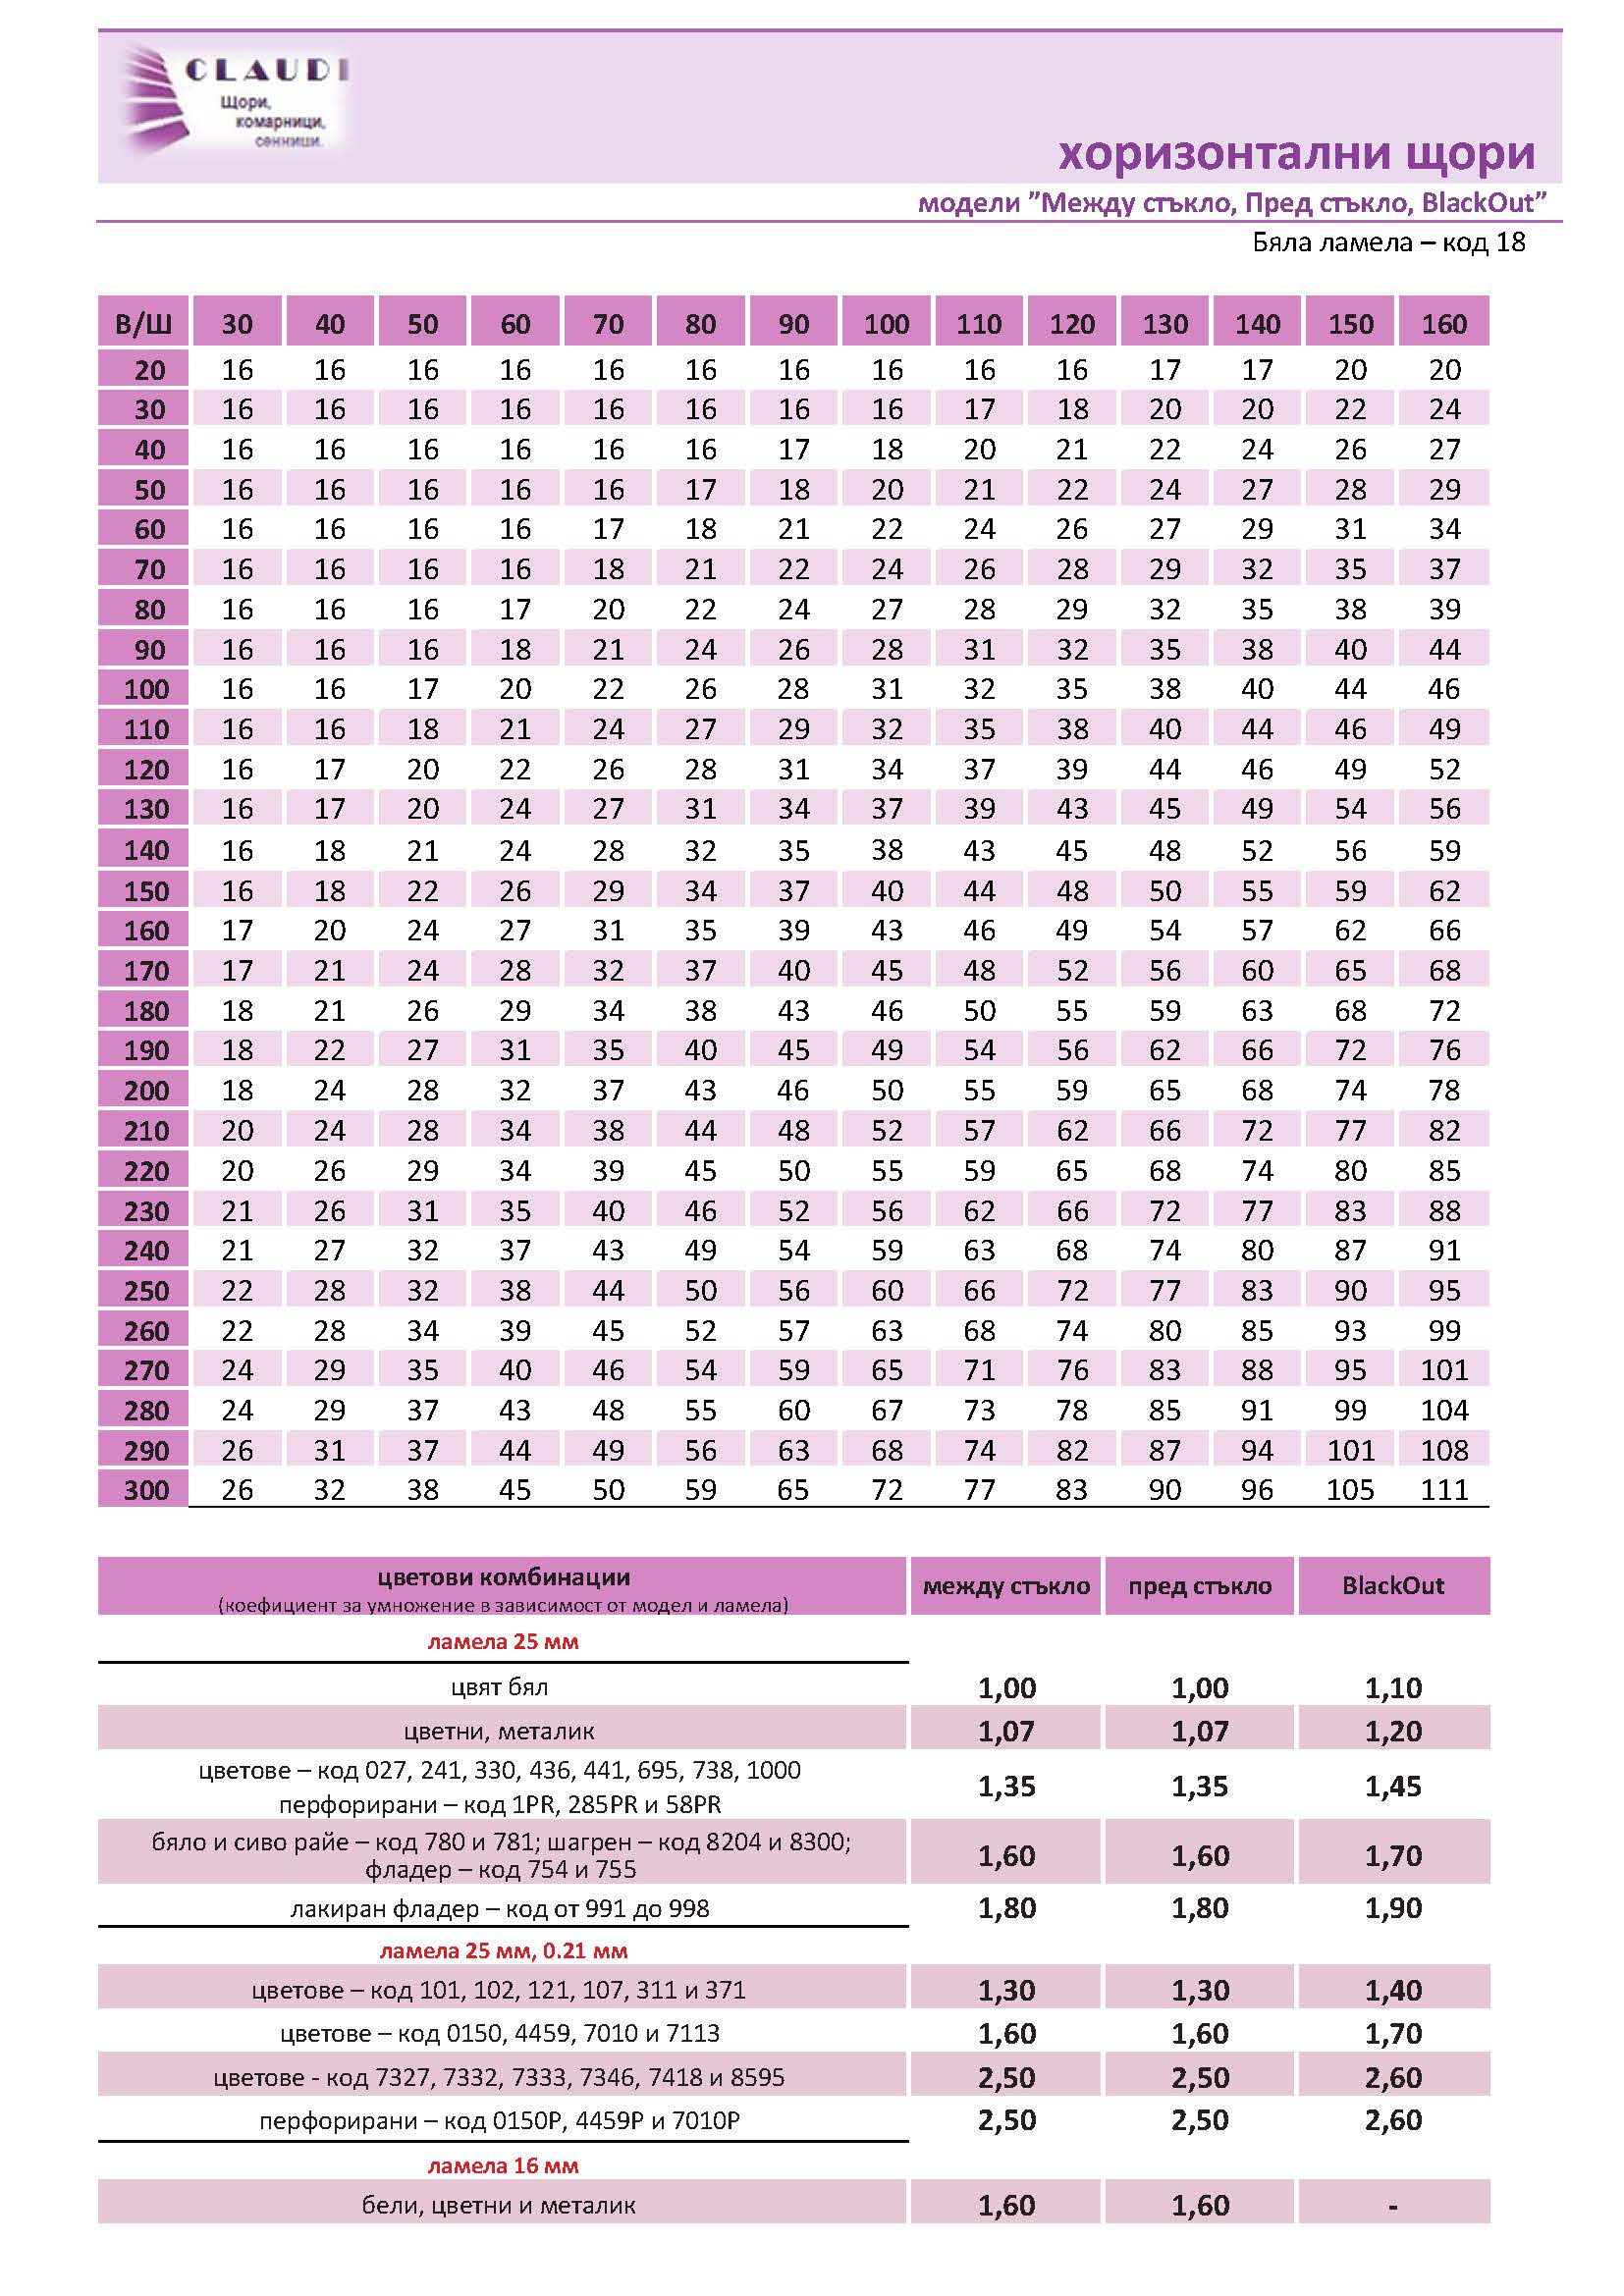 CLAUDI
Щори,
комарници,
сенници.
хоризонтални щори
модели ”Между стъкло, Пред стъкло, BlackOut”
Бяла ламела – код 18
В/Ш 30 40 50 60 70 80 90 100 110 120 130 140 150 160
20 16 16 16 16 16 16 16 16 16 16 17 17 20 20
30 16 16 16 16 16 16 16 16 17 18 20 20 22 24
40 16 16 16 16 16 16 17 18 20 21 22 24 26 27
50 16 16 16 16 16 17 18 20 21 22 24 27 28 29
60 16 16 16 16 17 18 21 22 24 26 27 29 31 34
70 16 16 16 16 18 21 22 24 26 28 29 32 35 37
80 16 16 16 17 20 22 24 27 28 29 32 35 38 39
90 16 16 16 18 21 24 26 28 31 32 35 38 40 44
100 16 16 17 20 22 26 28 31 32 35 38 40 44 46
110 16 16 18 21 24 27 29 32 35 38 40 44 46 49
120 16 17 20 22 26 28 31 34 37 39 44 46 49 52
130 16 17 20 24 27 31 34 37 39 43 45 49 54 56
140 16 18 21 24 28 32 35 38 43 45 48 52 56 59
150 16 18 22 26 29 34 37 40 44 48 50 55 59 62
160 17 20 24 27 31 35 39 43 46 49 54 57 62 66
170 17 21 24 28 32 37 40 45 48 52 56 60 65 68
180 18 21 26 29 34 38 43 46 50 55 59 63 68 72
190 18 22 27 31 35 40 45 49 54 56 62 66 72 76
200 18 24 28 32 37 43 46 50 55 59 65 68 74 78
210 20 24 28 34 38 44 48 52 57 62 66 72 77 82
220 20 26 29 34 39 45 50 55 59 65 68 74 80 85
230 21 26 31 35 40 46 52 56 62 66 72 77 83 88
240 21 27 32 37 43 49 54 59 63 68 74 80 87 91
250 22 28 32 38 44 50 56 60 66 72 77 83 90 95
260 22 28 34 39 45 52 57 63 68 74 80 85 93 99
270 24 29 35 40 46 54 59 65 71 76 83 88 95 101
280 24 29 37 43 48 55 60 67 73 78 85 91 99 104
290 26 31 37 44 49 56 63 68 74 82 87 94 101 108
300 26 32 38 45 50 59 65 72 77 83 90 96 105 111
цветови комбинации
(коефициент за умножение в зависимост от модел и ламела)
между стъкло пред стъкло BlackOut
ламела 25 мм
цвят бял 1,00 1,00 1,10
цветни, металик 1,07 1,07 1,20
цветове – код 027, 241, 330, 436, 441, 695, 738, 1000
перфорирани – код 1PR, 285PR и 58PR
1,35 1,35 1,45
бяло и сиво райе – код 780 и 781; шагрен – код 8204 и 8300;
фладер – код 754 и 755
1,60 1,60 1,70
лакиран фладер – код от 991 до 998 1,80 1,80 1,90
ламела 25 мм, 0.21 мм
цветове – код 101, 102, 121, 107, 311 и 371 1,30 1,30 1,40
цветове – код 0150, 4459, 7010 и 7113 1,60 1,60 1,70
цветове - код 7327, 7332, 7333, 7346, 7418 и 8595 2,50 2,50 2,60
перфорирани – код 0150P, 4459P и 7010P 2,50 2,50 2,60
ламела 16 мм
бели, цветни и металик 1,60 1,60 -